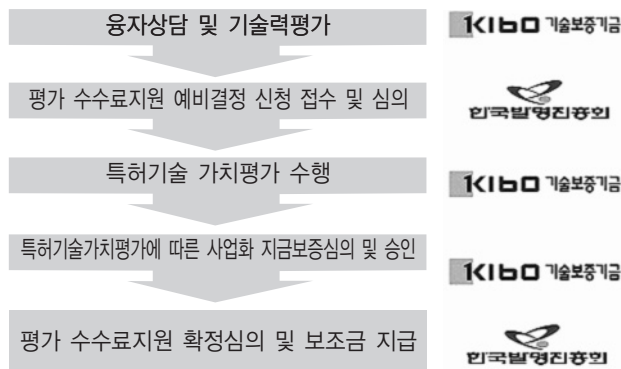 융자상담 및 기술력평가
KIbO 기술보증기금
평가 수수료지원 예비결정 신청 접수 및 심의
한국발명진흥회
특허기술 가치평가 수행
KIbO 기술보증기금
특허기술가치평가에 따른 사업화 지금보증심의 및 승인
KIbO 기술보증기금
평가 수수료지원 확정심의 및 보조금 지급
한국발명진흥회